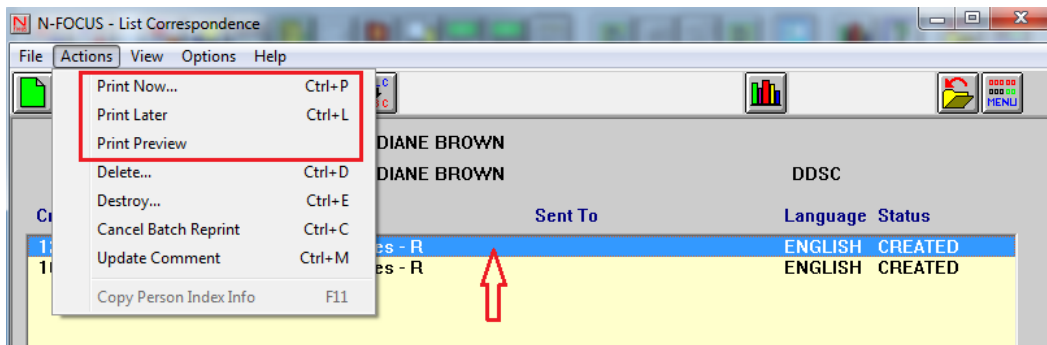 N-FOCUS - List Correspondence
File Actions View Options Help
Print Now... Ctrl+P
Print Later Ctrl+L
Print Preview
Delete... Ctrl+D
Destroy... Ctrl+E
Cancel Batch Reprint Ctrl+C
Update Comment Ctrl+M
Copy Person Index Info F11
C
C
MENU
DIANE BROWN
DIANE BROWN DDSC
Sent To Language Status
es - R ENGLISH CREATED
es - R ENGLISH CREATED